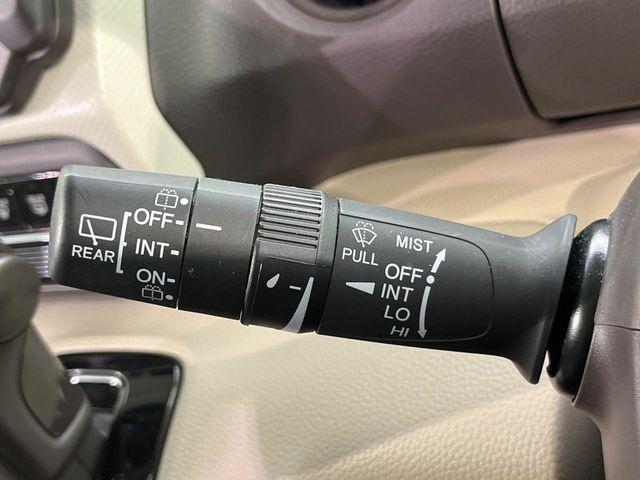 REAR
OFF
INT
ON
PULL
MIST
OFF
INT
LO
HI